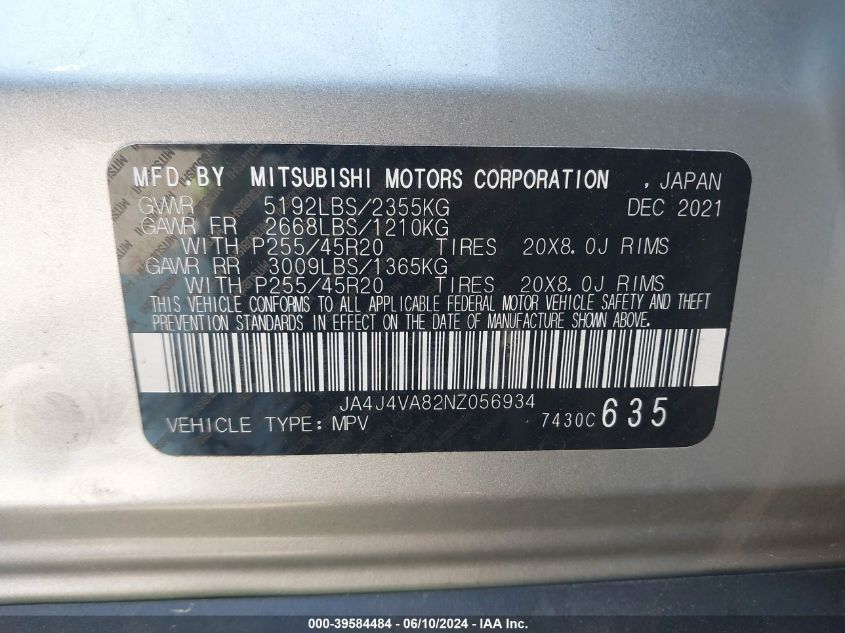 MFD.BY MITSUBISHI MOTORS CORPORATION , JAPAN
GVWR 5192LBS/2355KG DEC 2021
GAWR FR 2668LBS/1210KG
WITH P255/45R20 TIRES 20X8.0J RIMS
GAWR RR 3009LBS/1365KG
WITH P255/45R20 TIRES 20X8.0J RIMS
THIS VEHICLE CONFORMS TO ALL APPLICABLE FEDERAL MOTOR VEHICLE SAFETY AND THEFT
PREVENTION STANDARDS IN EFFECT ON THE DATE OF MANUFACTURE SHOWN ABOVE.
JA4J4VA82NZ056934
VEHICLE TYPE: MPV 7430C 635
000-39584484 - 06/10/2024 - IAA Inc.